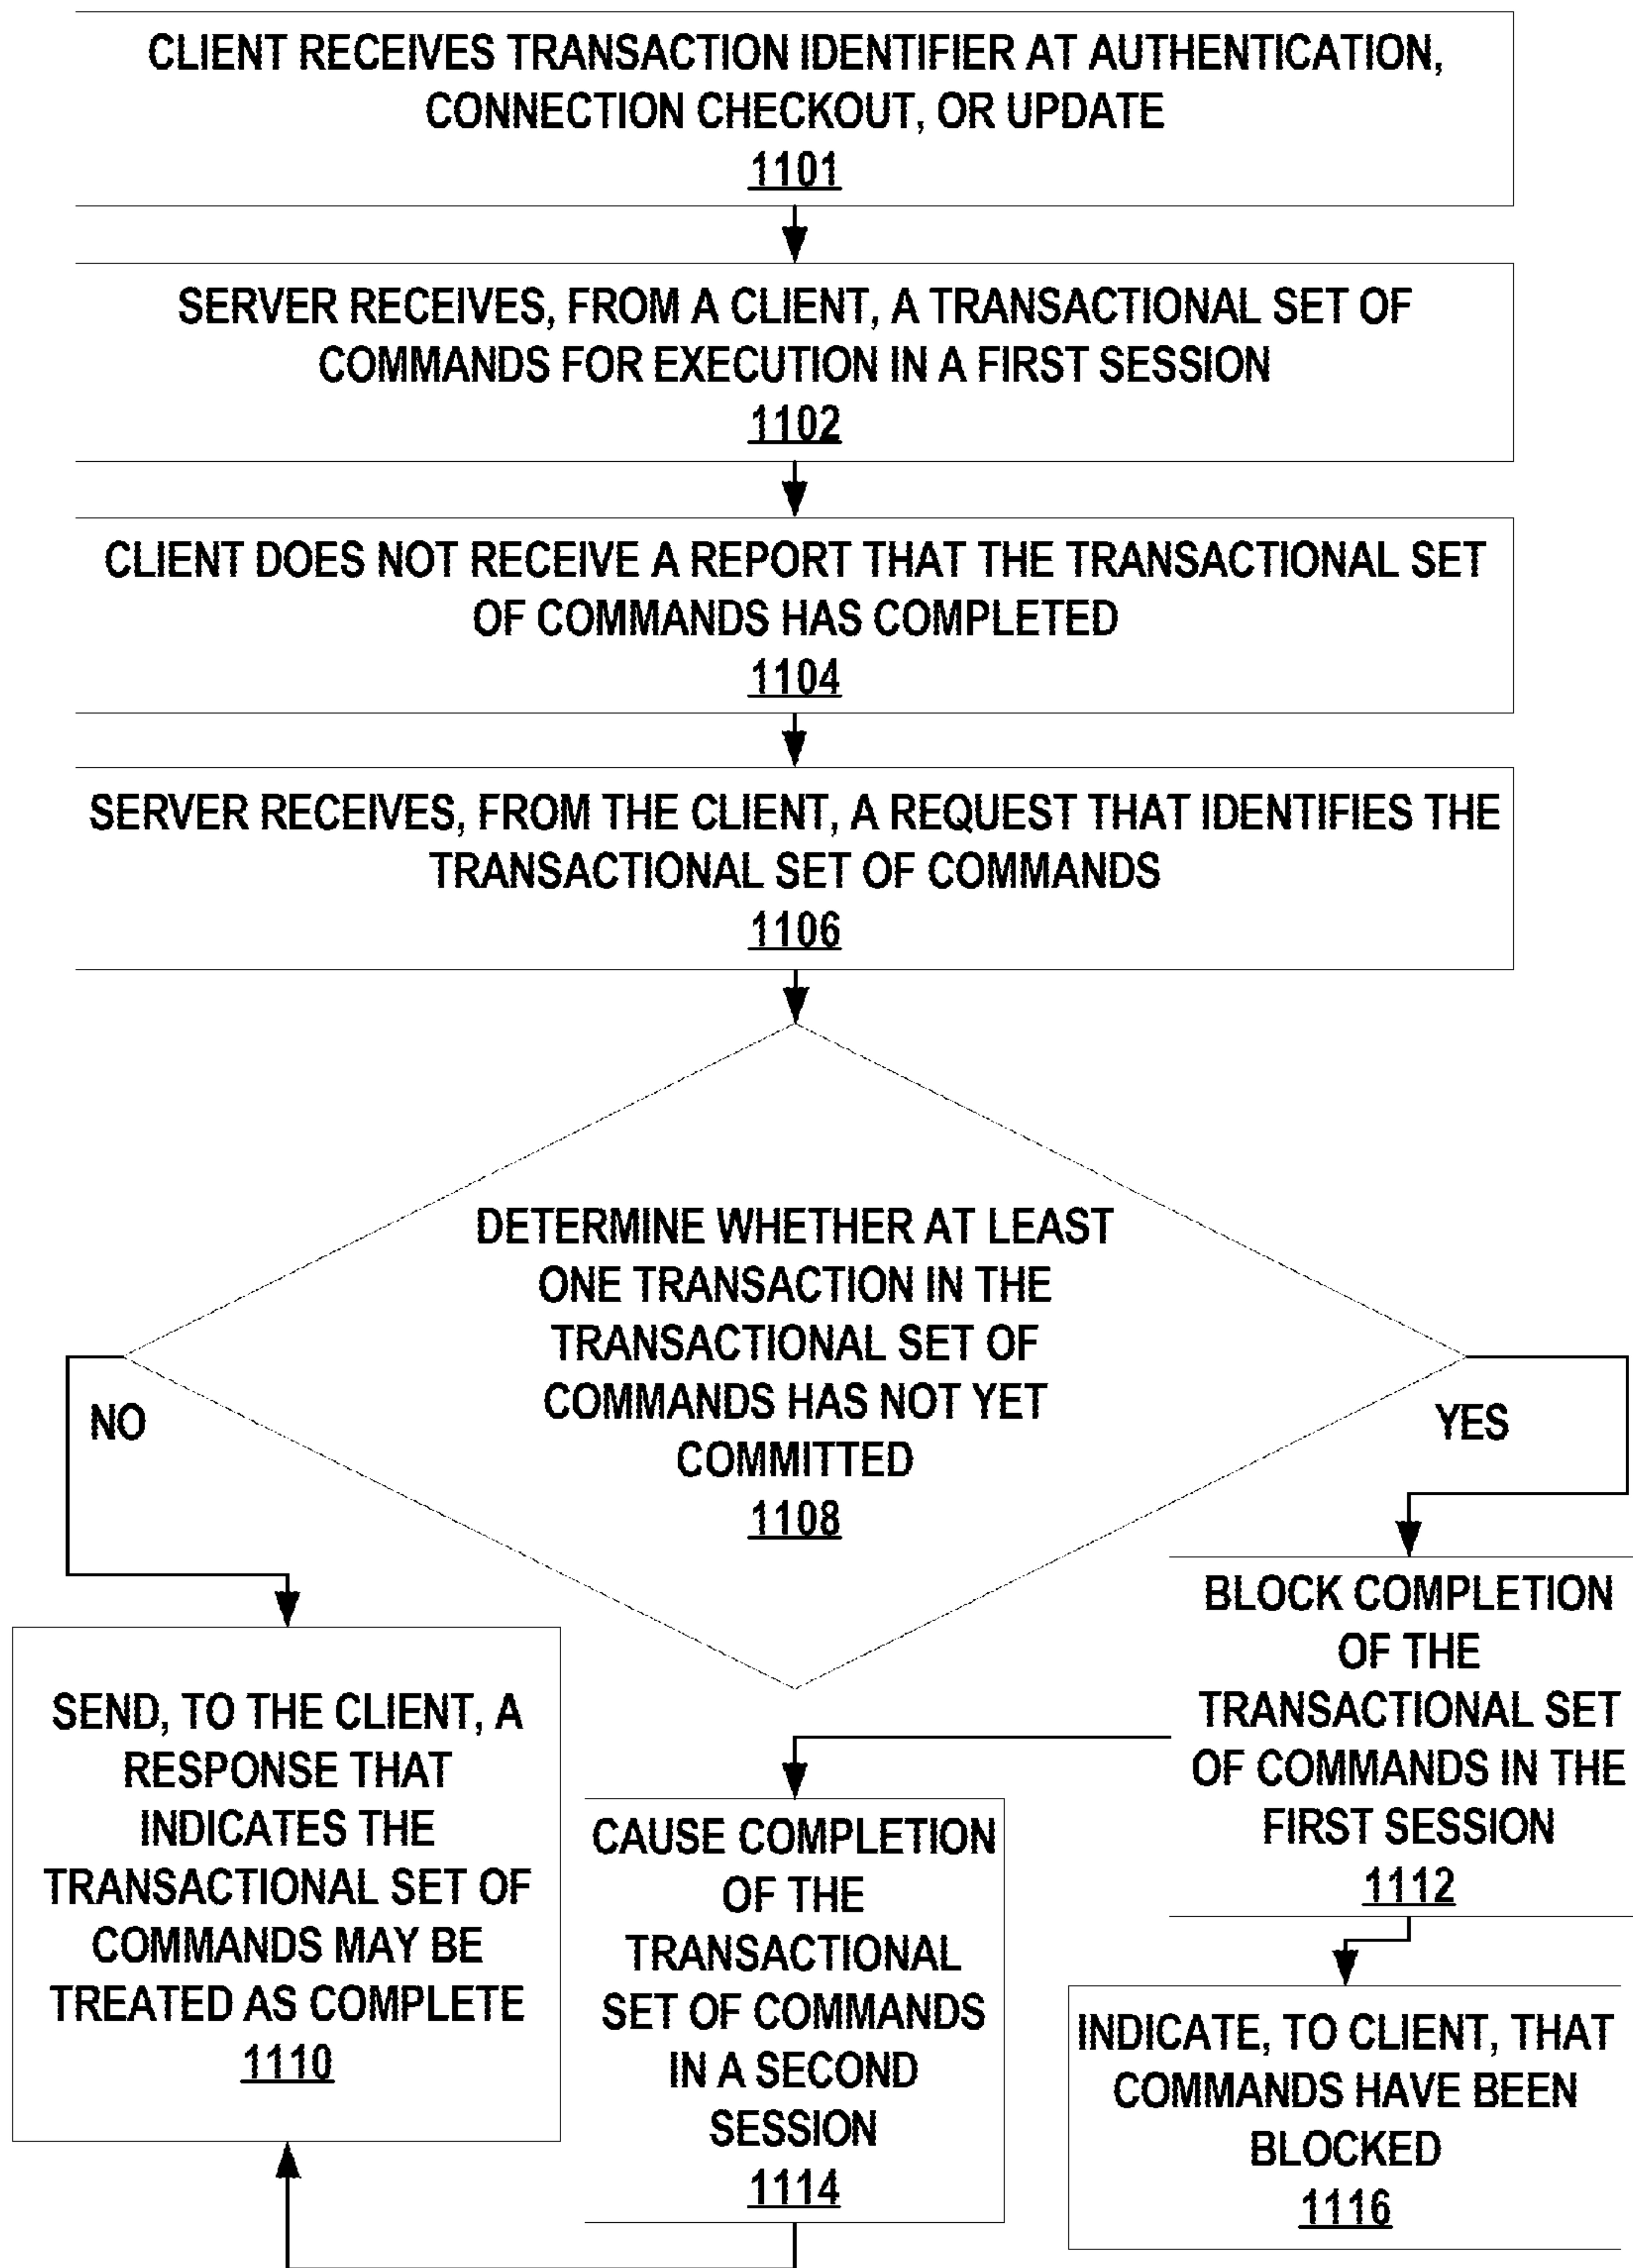 CLIENT RECEIVES TRANSACTION IDENTIFIER AT AUTHENTICATION,
CONNECTION CHECKOUT, OR UPDATE
1101
SERVER RECEIVES, FROM A CLIENT, A TRANSACTIONAL SET OF
COMMANDS FOR EXECUTION IN A FIRST SESSION
1102
CLIENT DOES NOT RECEIVE A REPORT THAT THE TRANSACTIONAL SET
OF COMMANDS HAS COMPLETED
1104
SERVER RECEIVES, FROM THE CLIENT, A REQUEST THAT IDENTIFIES THE
TRANSACTIONAL SET OF COMMANDS
1106
DETERMINE WHETHER AT LEAST
ONE TRANSACTION IN THE
TRANSACTIONAL SET OF
COMMANDS HAS NOT YET
COMMITTED
1108
NO
YES
SEND, TO THE CLIENT, A
RESPONSE THAT
INDICATES THE
TRANSACTIONAL SET OF
COMMANDS MAY BE
TREATED AS COMPLETE
1110
BLOCK COMPLETION
OF THE
TRANSACTIONAL SET
OF COMMANDS IN THE
FIRST SESSION
1112
CAUSE COMPLETION
OF THE
TRANSACTIONAL
SET OF COMMANDS
IN A SECOND
SESSION
1114
INDICATE, TO CLIENT, THAT
COMMANDS HAVE BEEN
BLOCKED
1116